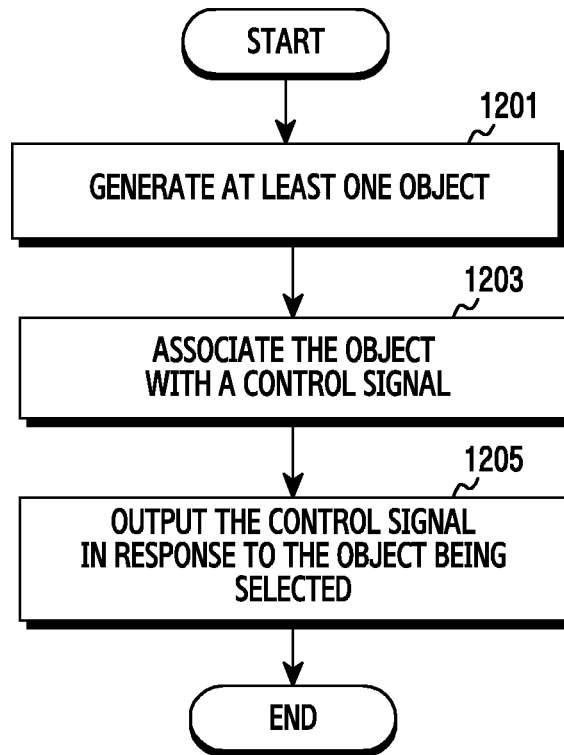 START
1201
GENERATE AT LEAST ONE OBJECT
1203
ASSOCIATE THE OBJECT
WITH A CONTROL SIGNAL
1205
OUTPUT THE CONTROL SIGNAL
IN RESPONSE TO THE OBJECT BEING
SELECTED
END